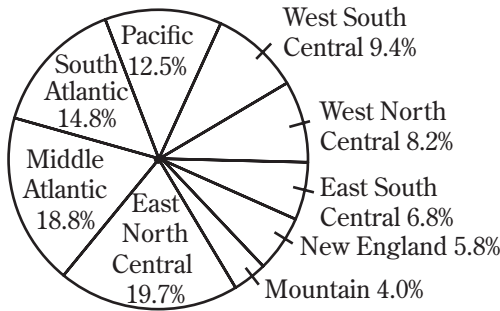 Pacific
12.5%
West South
Central 9.4%
South
Atlantic
14.8%
West North
Central 8.2%
Middle
Atlantic
18.8%
East South
Central 6.8%
East
North
Central
19.7%
New England 5.8%
Mountain 4.0%